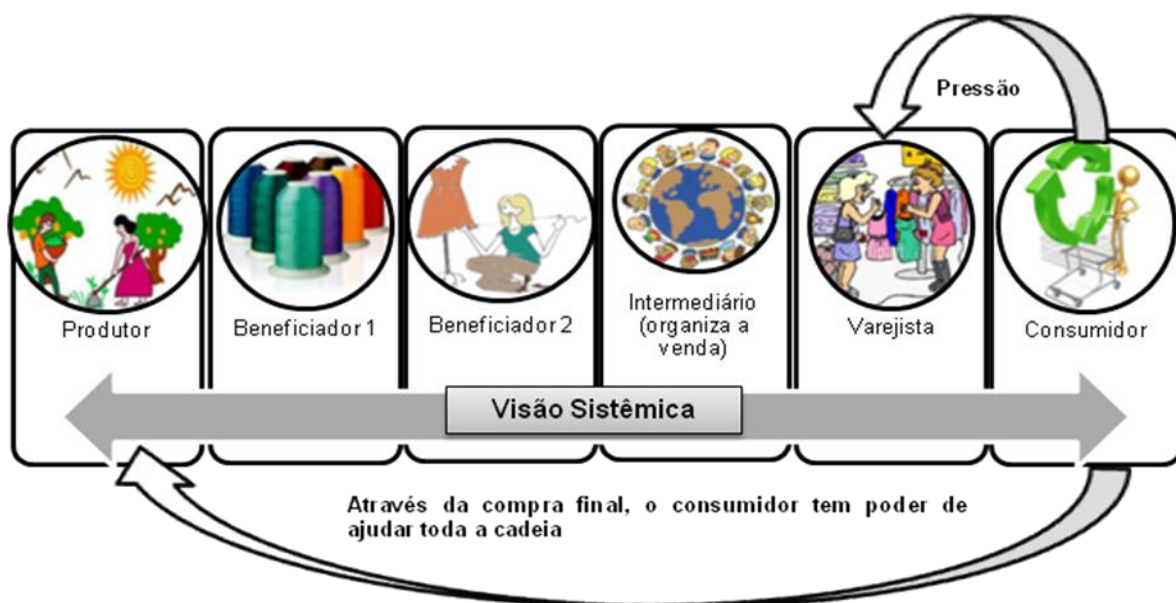 Pressão
Produtor
Beneficiador 1
Beneficiador 2
Intermediário
(organiza a
venda)
Varejista
Consumidor
Visão Sistêmica
Através da compra final, o consumidor tem poder de
ajudar toda a cadeia